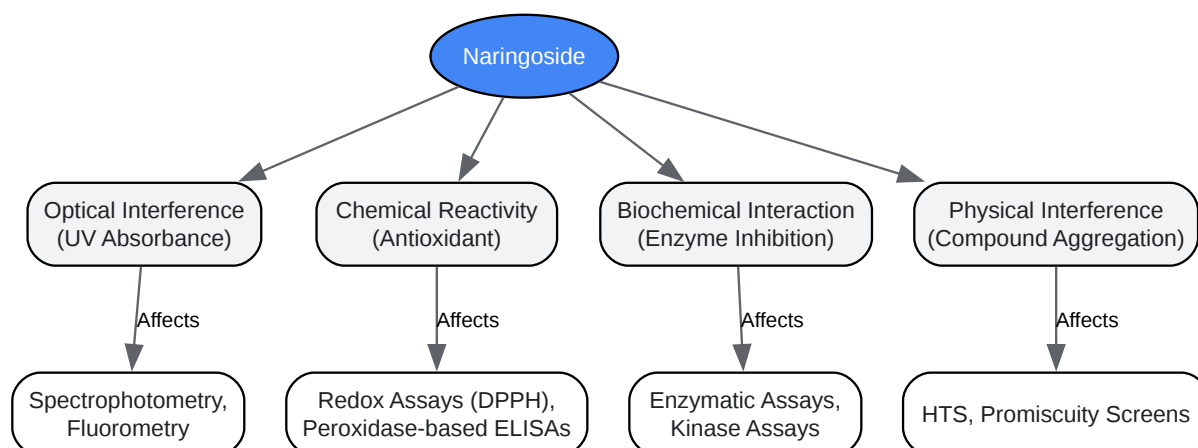 Naringoside
Optical Interference
(UV Absorbance)
Chemical Reactivity
(Antioxidant)
Biochemical Interaction
(Enzyme Inhibition)
Physical Interference
(Compound Aggregation)
Affects
Affects
Affects
Affects
Spectrophotometry,
Fluorometry
Redox Assays (DPPH),
Peroxidase-based ELISAs
Enzymatic Assays,
Kinase Assays
HTS, Promiscuity Screens